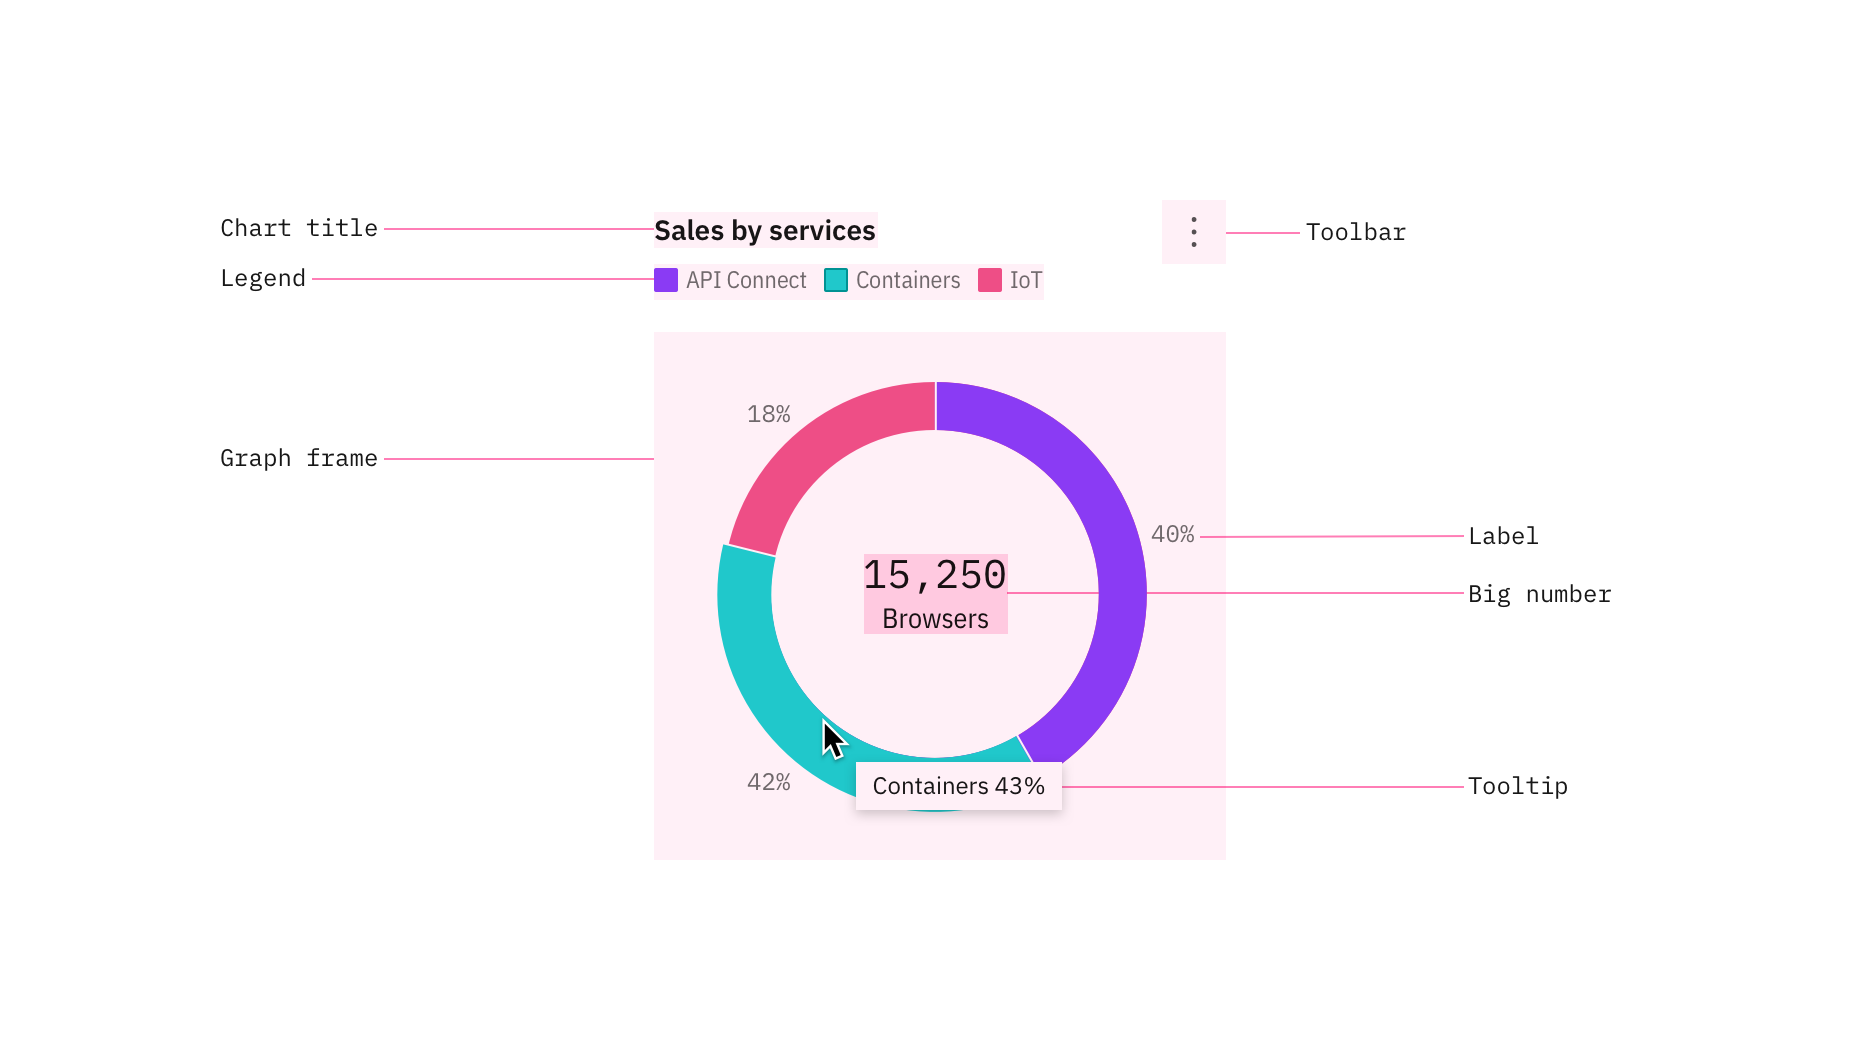 Chart title
Sales by services
Toolbar
Legend
API Connect Containers IoT
18%
Graph frame
40%
Label
15,250
Browsers
Big number
42%
Containers 43%
Tooltip